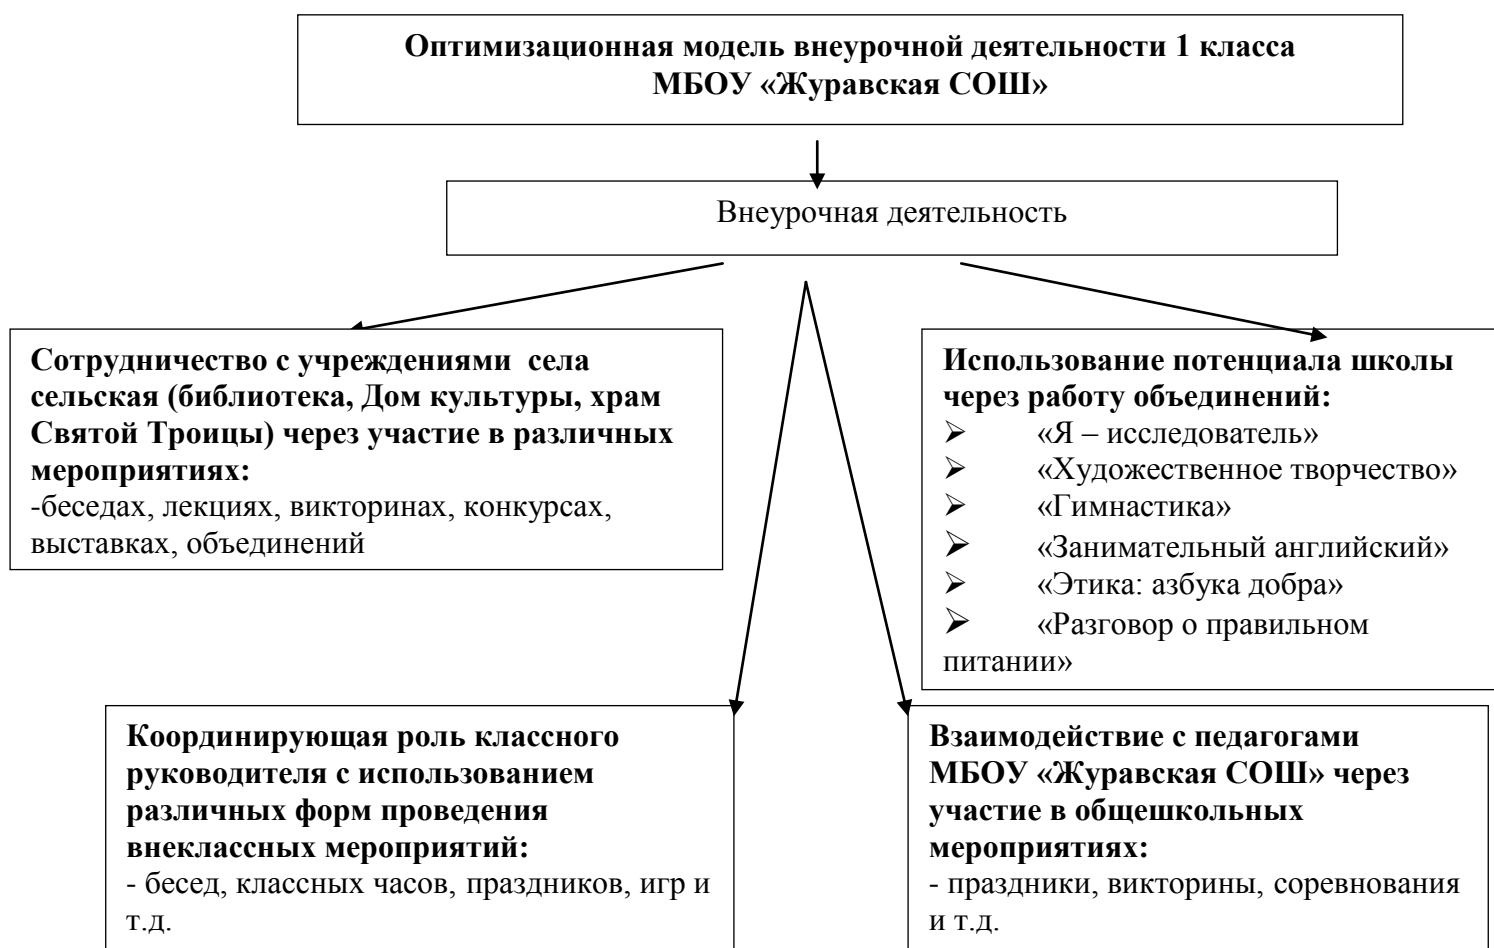 Оптимизационная модель внеурочной деятельности 1 класса
МБОУ «Журавская СОШ»
Внеурочная деятельность
Сотрудничество с учреждениями села
сельская (библиотека, Дом культуры, храм
Святой Троицы) через участие в различных
мероприятиях:
-беседах, лекциях, викторинах, конкурсах,
выставках, объединений
Использование потенциала школы
через работу объединений:
➢ «Я – исследователь»
➢ «Художественное творчество»
➢ «Гимнастика»
➢ «Занимательный английский»
➢ «Этика: азбука добра»
➢ «Разговор о правильном
питании»
Координирующая роль классного
руководителя с использованием
различных форм проведения
внеклассных мероприятий:
- бесед, классных часов, праздников, игр и
т.д.
Взаимодействие с педагогами
МБОУ «Журавская СОШ» через
участие в общешкольных
мероприятиях:
- праздники, викторины, соревнования
и т.д.